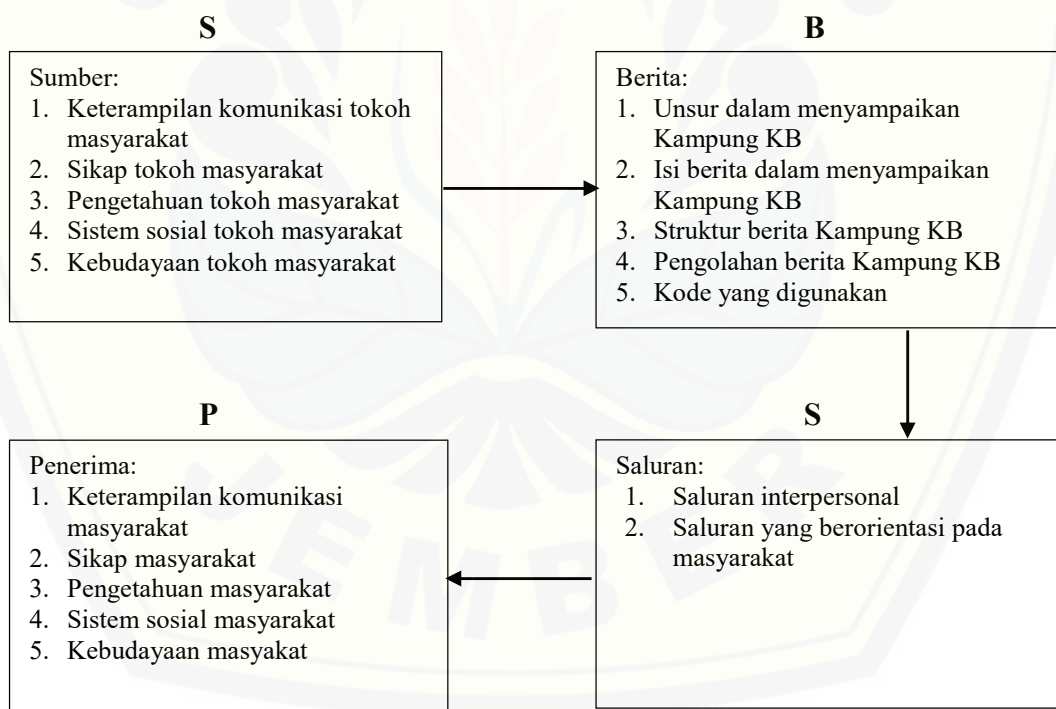 S
Sumber:
1. Keterampilan komunikasi tokoh
masyarakat
2. Sikap tokoh masyarakat
3. Pengetahuan tokoh masyarakat
4. Sistem sosial tokoh masyarakat
5. Kebudayaan tokoh masyarakat
B
Berita:
1. Unsur dalam menyampaikan
Kampung KB
2. Isi berita dalam menyampaikan
Kampung KB
3. Struktur berita Kampung KB
4. Pengolahan berita Kampung KB
5. Kode yang digunakan
P
Penerima:
1. Keterampilan komunikasi
masyarakat
2. Sikap masyarakat
3. Pengetahuan masyarakat
4. Sistem sosial masyarakat
5. Kebudayaan masyakat
S
Saluran:
1. Saluran interpersonal
2. Saluran yang berorientasi pada
masyarakat
JEMBER